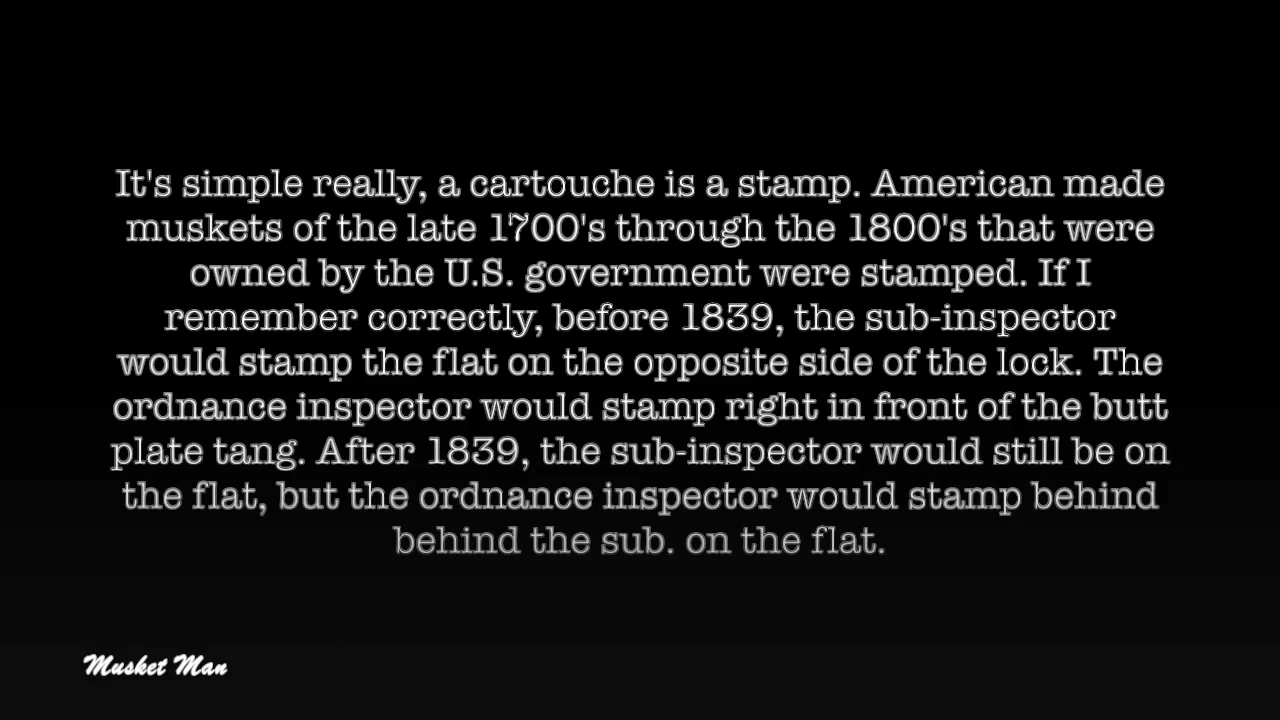 It's simple really, a cartouche is a stamp. American made
muskets of the late 1700's through the 1800's that were
owned by the U.S. government were stamped. If I
remember correctly, before 1839, the sub-inspector
would stamp the flat on the opposite side of the lock. The
ordnance inspector would stamp right in front of the butt
plate tang. After 1839, the sub-inspector would still be on
the flat, but the ordnance inspector would stamp behind
behind the sub. on the flat.
Musket Man